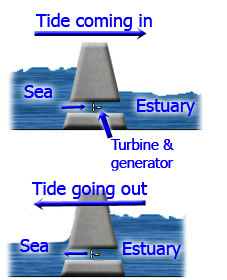 Tide coming in
Sea
Estuary
Turbine &
generator
Tide going out
Sea
Estuary